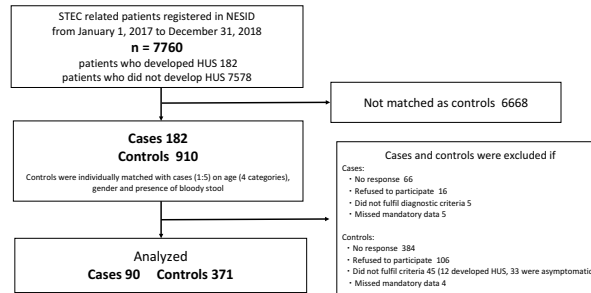 STEC related patients registered in NESID
from January 1, 2017 to December 31, 2018
n = 7760
patients who developed HUS 182
patients who did not develop HUS 7578
Not matched as controls 6668
Cases 182
Controls 910
Controls were individually matched with cases (1:5) on age (4 categories),
gender and presence of bloody stool
Cases and controls were excluded if
Cases:
・No response 66
・Refused to participate 16
・Did not fulfil diagnostic criteria 5
・Missed mandatory data 5
Controls:
・No response 384
・Refused to participate 106
・Did not fulfil criteria 45 (12 developed HUS, 33 were asymptomatic
・Missed mandatory data 4
Analyzed
Cases 90 Controls 371